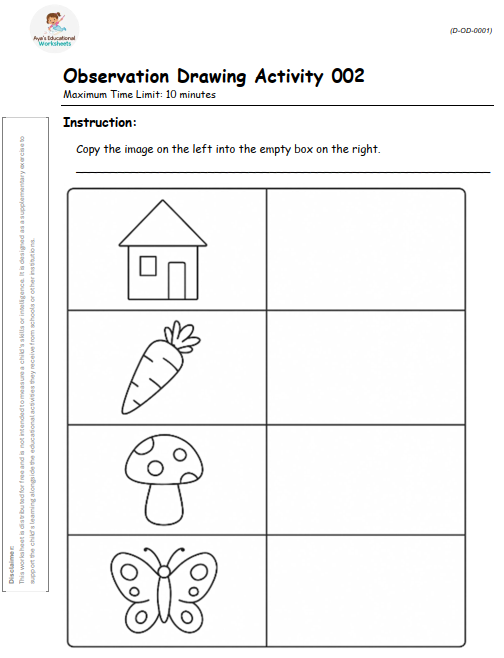 Aya's Educational
Worksheets
(D-OD-0001)
Observation Drawing Activity 002
Maximum Time Limit: 10 minutes
Instruction:
Copy the image on the left into the empty box on the right.
Disclaimer:
This worksheet is distributed for free and is not intended to measure a child's skills or intelligence. It is designed as a supplementary exercise to
support the child's learning alongside the educational activities they receive from schools or other institutions.